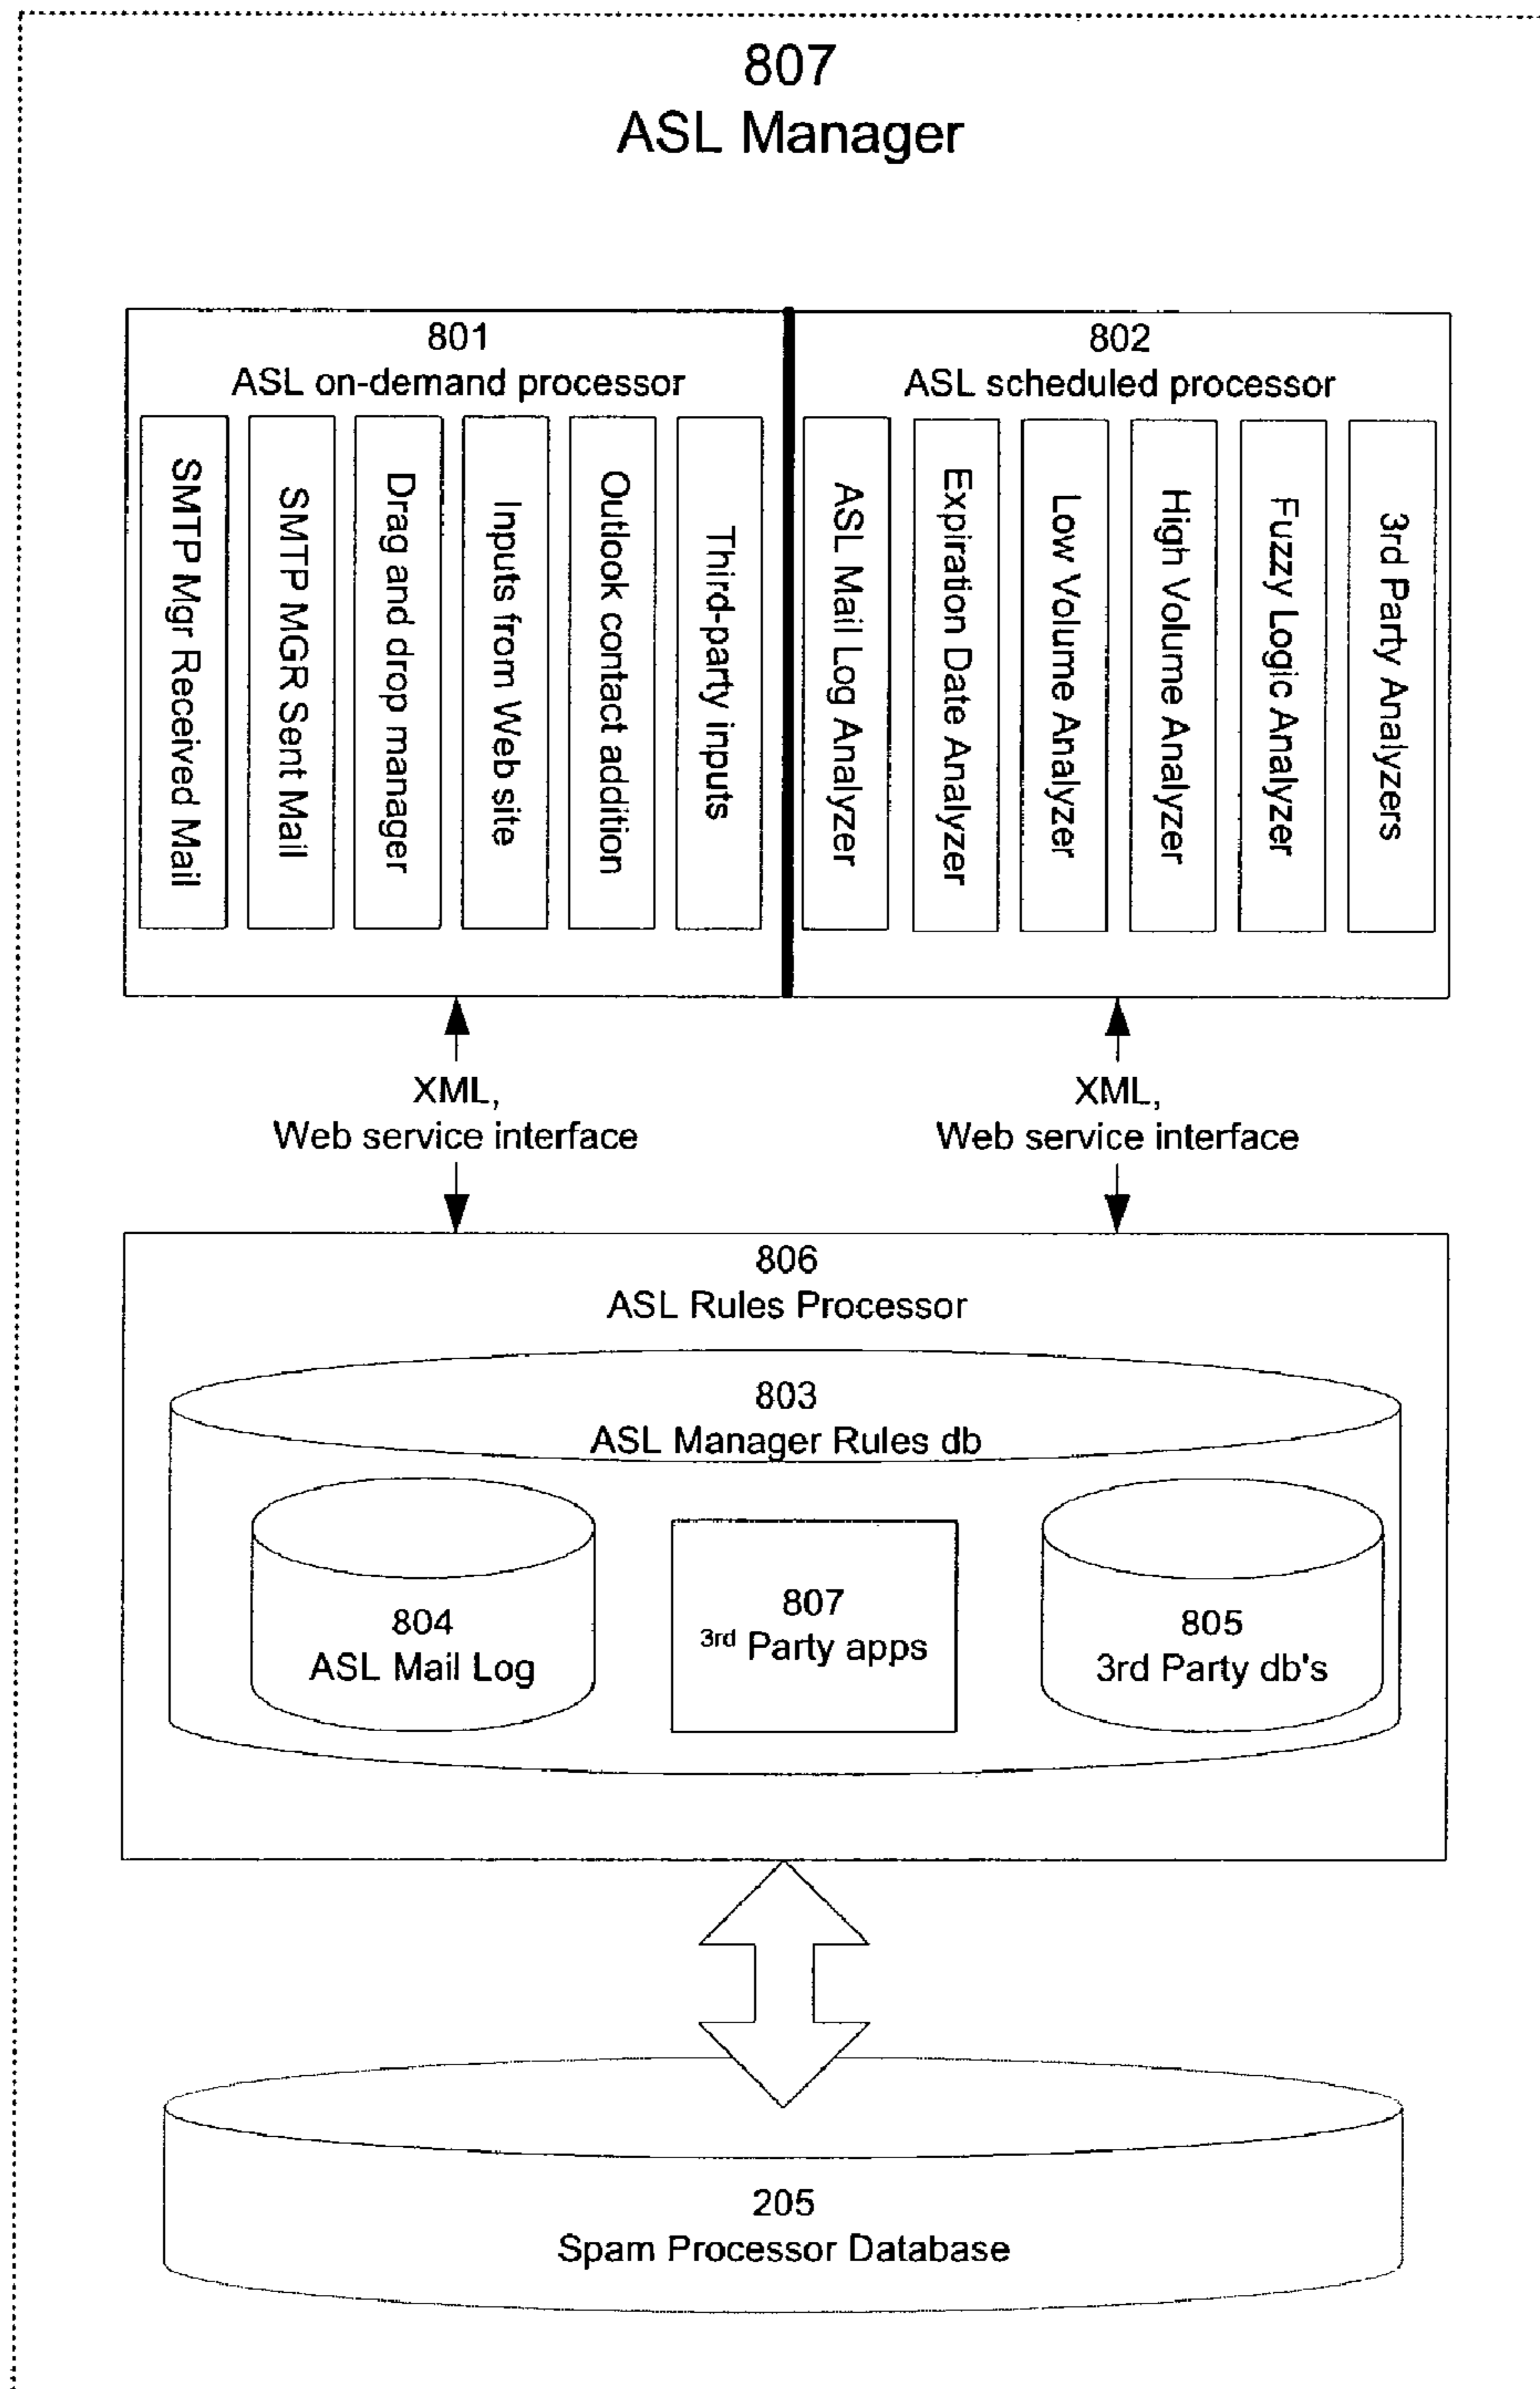 807
ASL Manager
801
ASL on-demand processor
SMTP Mgr Received Mail
SMTP MGR Sent Mail
Drag and drop manager
Inputs from Web site
Outlook contact addition
Third-party inputs
802
ASL scheduled processor
ASL Mail Log Analyzer
Expiration Date Analyzer
Low Volume Analyzer
High Volume Analyzer
Fuzzy Logic Analyzer
3rd Party Analyzers
XML,
Web service interface
XML,
Web service interface
806
ASL Rules Processor
803
ASL Manager Rules db
804
ASL Mail Log
807
3rd Party apps
805
3rd Party db's
205
Spam Processor Database